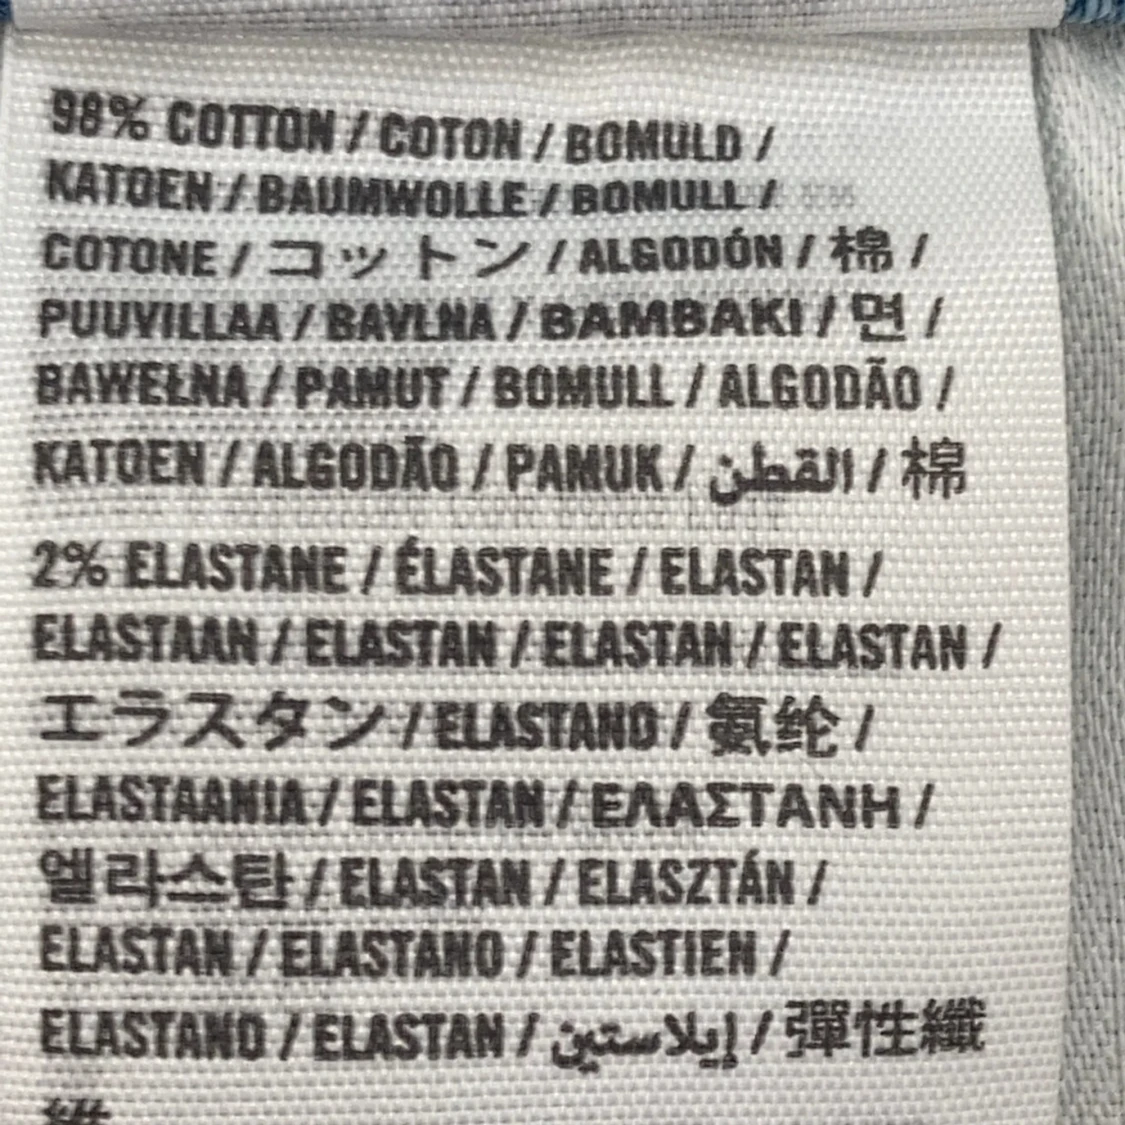 98% COTTON / COTON / BOMULD /
KATOEN / BAUMWOLLE / BOMULL /
COTONE / コットン / ALGODÓN / 棉 /
PUUVILLAA / BAVLNA / BAMBAKI / 면 /
BAWEŁNA / PAMUT / BOMULL / ALGODÃO /
KATOEN / ALGODÃO / PAMUK / القطن / 棉
2% ELASTANE / ÉLASTANE / ELASTAN /
ELASTAAN / ELASTAN / ELASTAN / ELASTAN /
エラスタン / ELASTANO / 氨纶 /
ELASTAANIA / ELASTAN / ΕΛΑΣΤΑΝΗ /
엘라스탄 / ELASTAN / ELASZTÁN /
ELASTAN / ELASTANO / ELASTIEN /
ELASTANO / ELASTAN / إيلاستين / 彈性纖